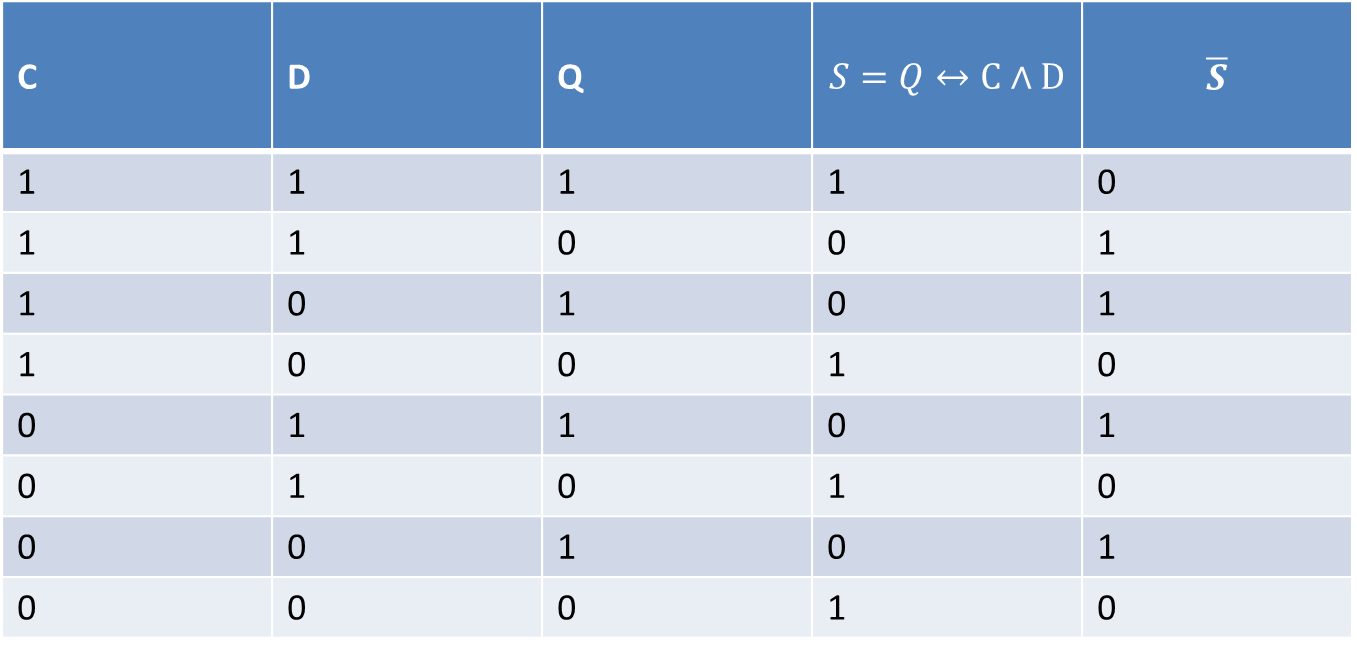 C D Q S = Q ↔ C ∧ D S̅
1 1 1 1 0
1 1 0 0 1
1 0 1 0 1
1 0 0 1 0
0 1 1 0 1
0 1 0 1 0
0 0 1 0 1
0 0 0 1 0